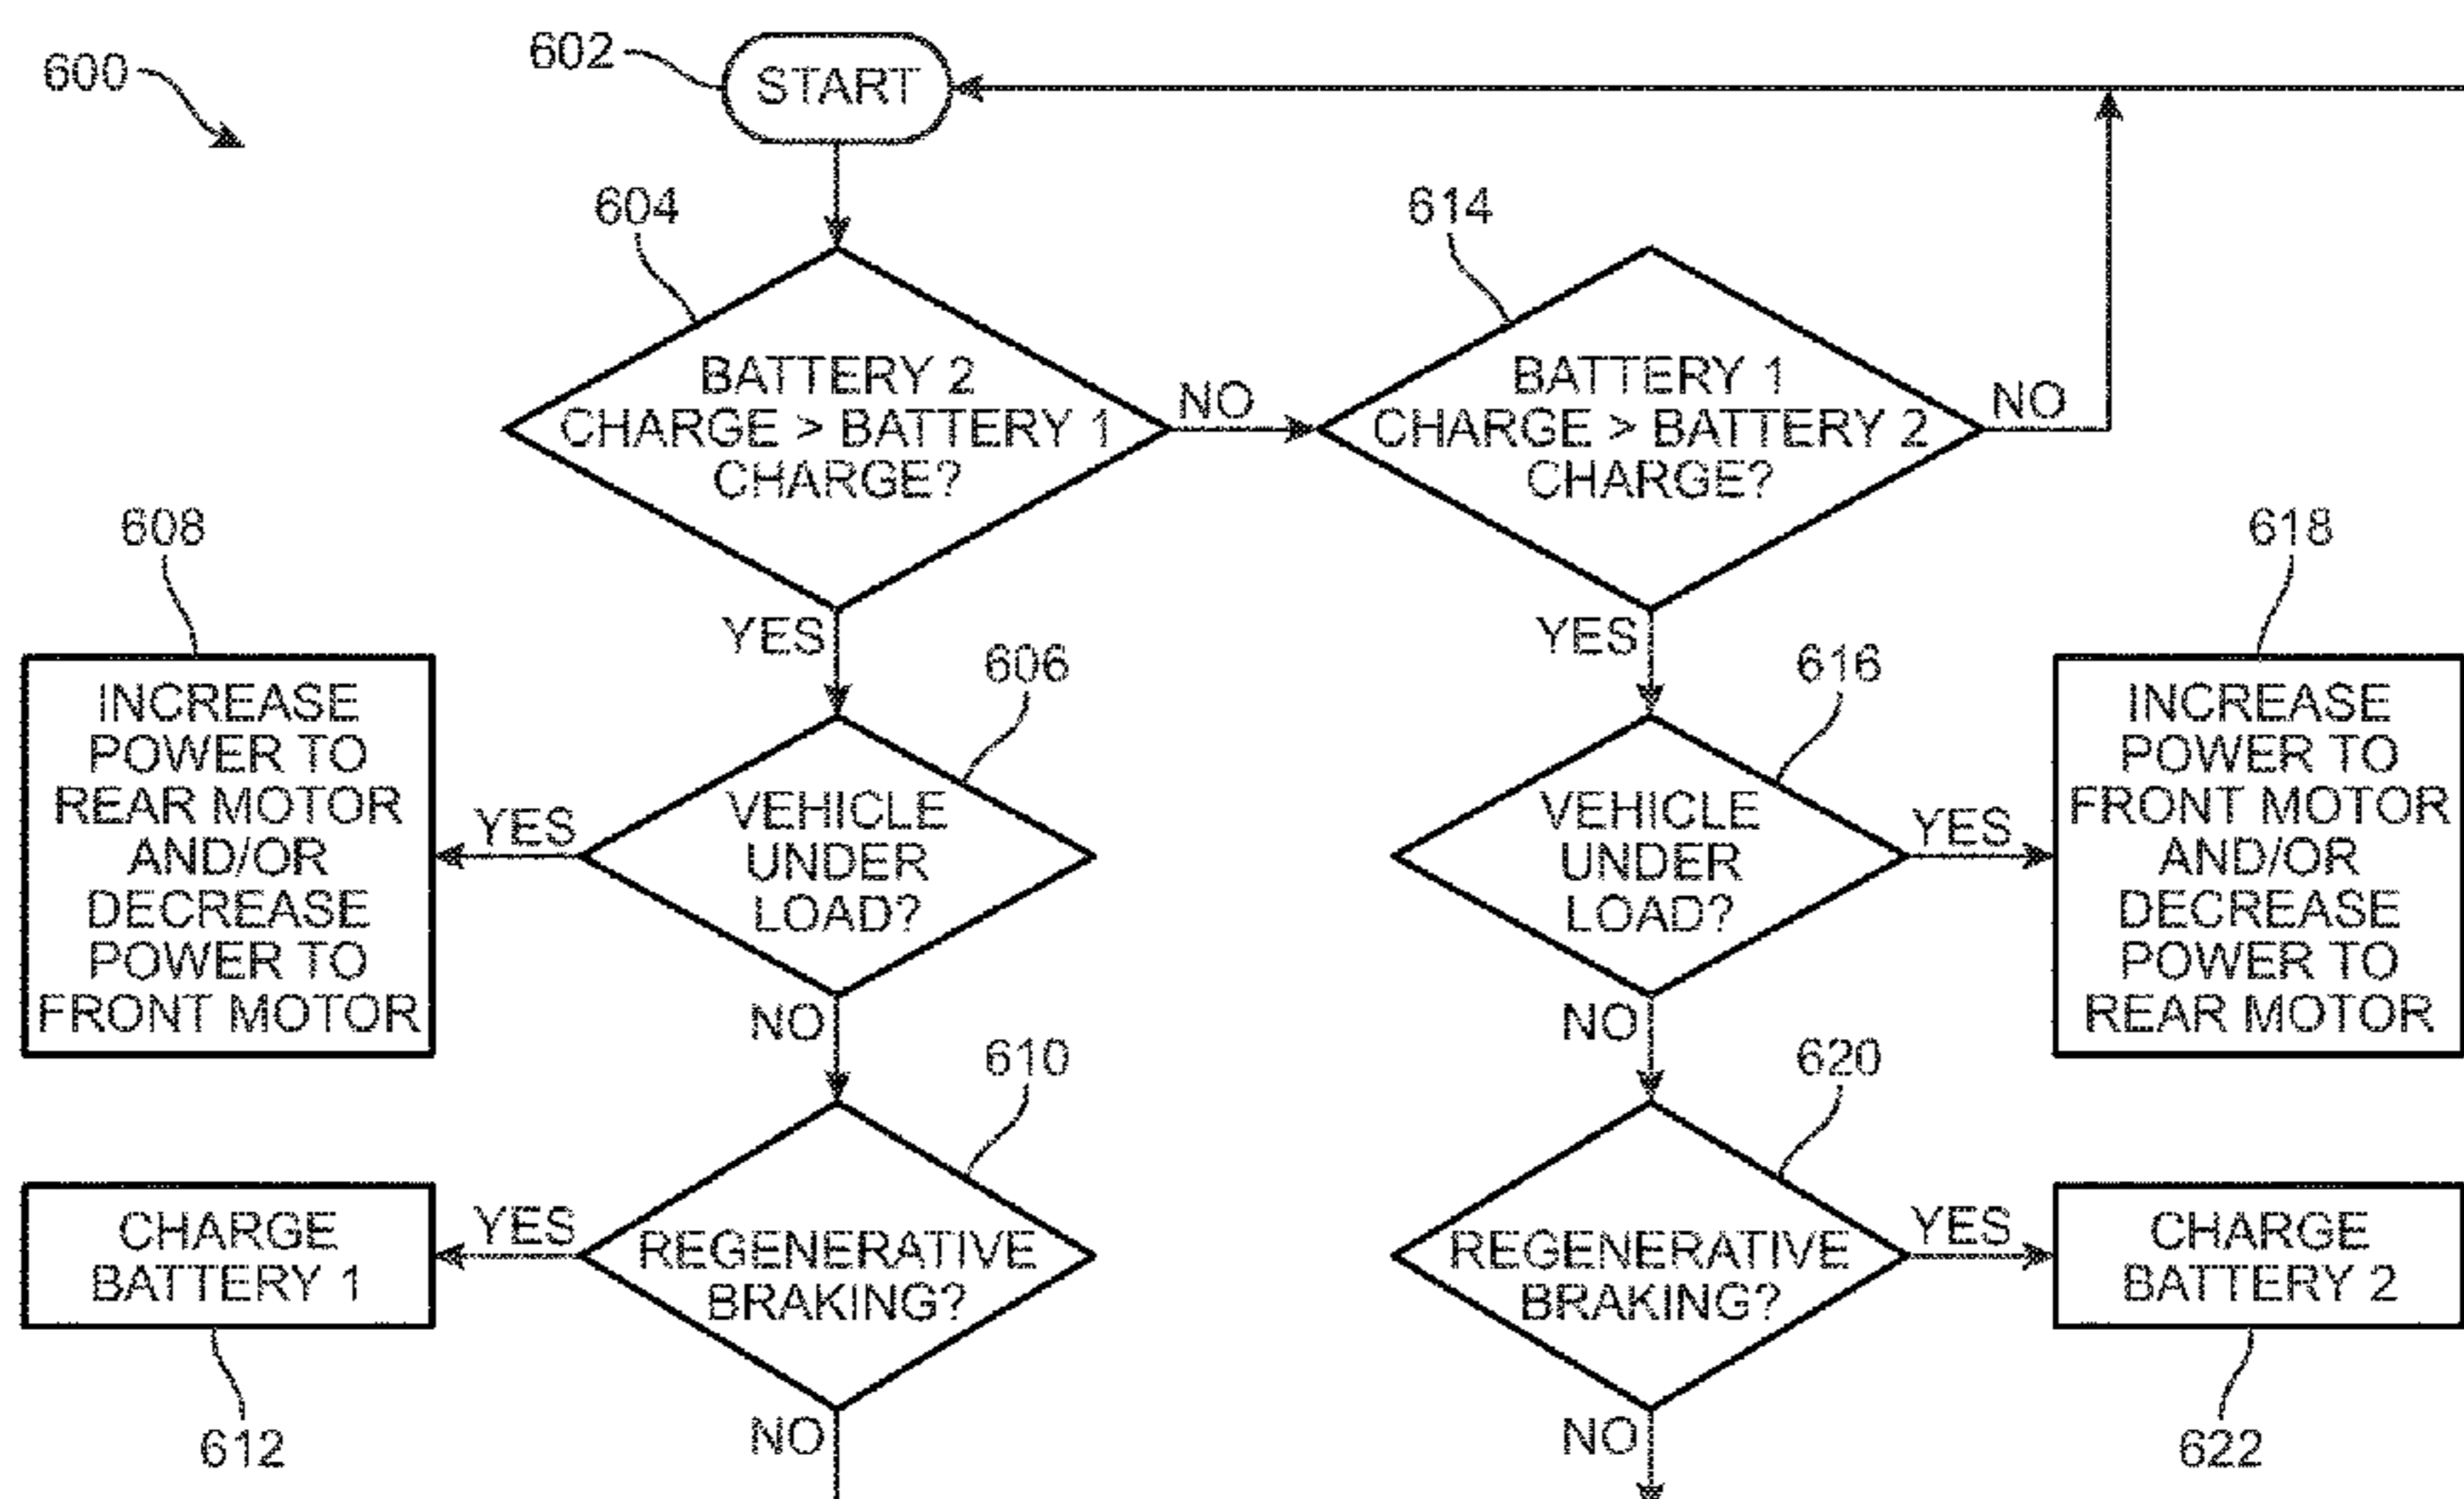 600
602
START
604
614
BATTERY 2
CHARGE > BATTERY 1
CHARGE?
NO
BATTERY 1
CHARGE > BATTERY 2
CHARGE?
NO
608
618
YES
YES
606
616
INCREASE
POWER TO
REAR MOTOR
AND/OR
DECREASE
POWER TO
FRONT MOTOR
YES
VEHICLE
UNDER
LOAD?
VEHICLE
UNDER
LOAD?
YES
INCREASE
POWER TO
FRONT MOTOR
AND/OR
DECREASE
POWER TO
REAR MOTOR
NO
NO
610
620
CHARGE
BATTERY 1
YES
REGENERATIVE
BRAKING?
REGENERATIVE
BRAKING?
YES
CHARGE
BATTERY 2
612
NO
NO
622